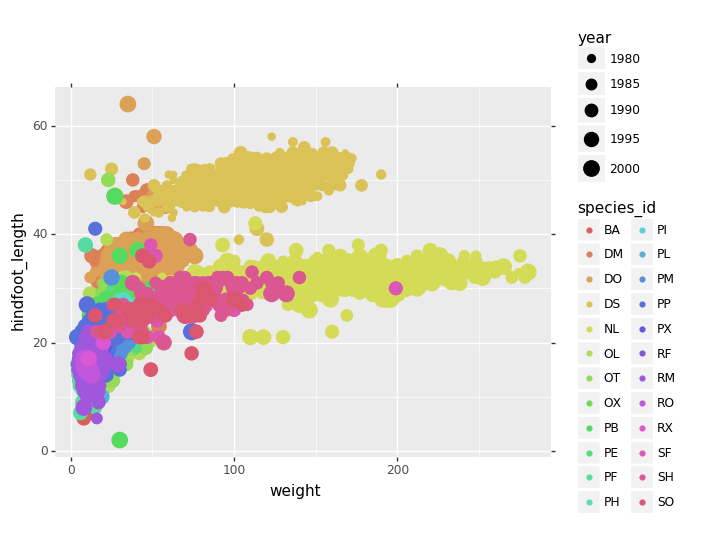 year
1980
1985
1990
1995
2000
species_id
BA PI
DM PL
DO PM
DS PP
NL PX
OL RF
OT RM
OX RO
PB RX
PE SF
PF SH
PH SO
hindfoot_length
60
40
20
0
0 100 200
weight